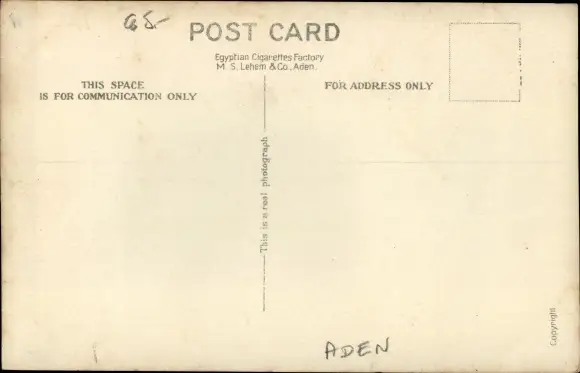 POST CARD
Egyptian Cigarettes Factory
M. S. Lehem & Co., Aden.
THIS SPACE
IS FOR COMMUNICATION ONLY
FOR ADDRESS ONLY
This is a real photograph
Copyright
ADEN